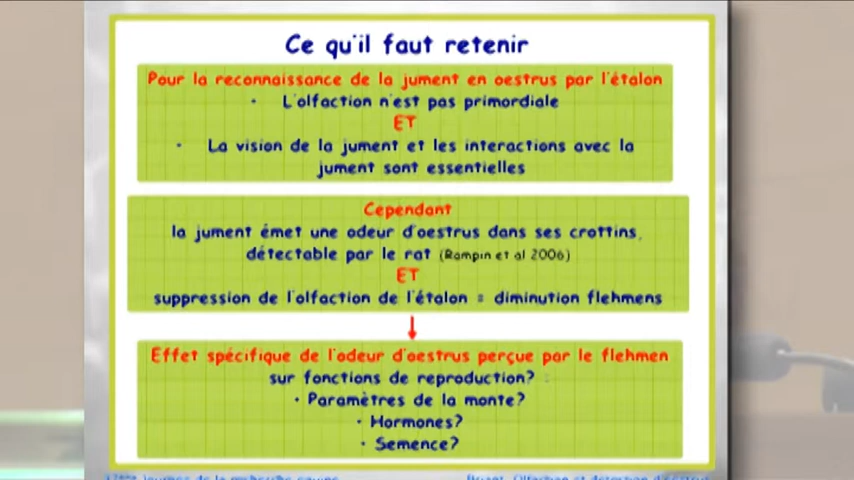 Ce qu'il faut retenir
Pour la reconnaissance de la jument en oestrus par l'étalon
• L'olfaction n'est pas primordiale
ET
• La vision de la jument et les interactions avec la
jument sont essentielles
Cependant
la jument émet une odeur d'oestrus dans ses crottins,
détectable par le rat (Rampin et al 2006)
ET
suppression de l'olfaction de l'étalon = diminution flehmens
Effet spécifique de l'odeur d'oestrus perçue par le flehmen
sur fonctions de reproduction?
• Paramètres de la monte?
• Hormones?
• Semence?